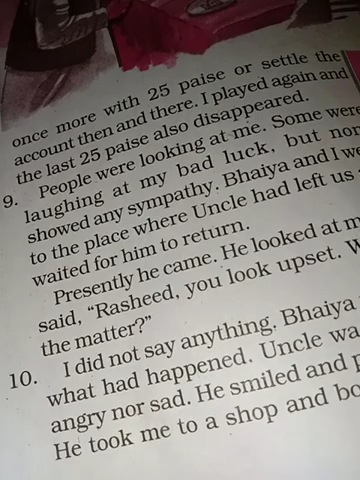 once more with 25 paise or settle the
account then and there. I played again and
the last 25 paise also disappeared.
9. People were looking at me. Some were
laughing at my bad luck, but
showed any sympathy. Bhaiya and I
to the place where Uncle had left us
waited for him to return.
Presently he came. He looked at
said, “Rasheed, you look upset.
the matter?”
10. I did not say anything. Bhaiya
what had happened. Uncle
angry nor sad. He smiled and
He took me to a shop and